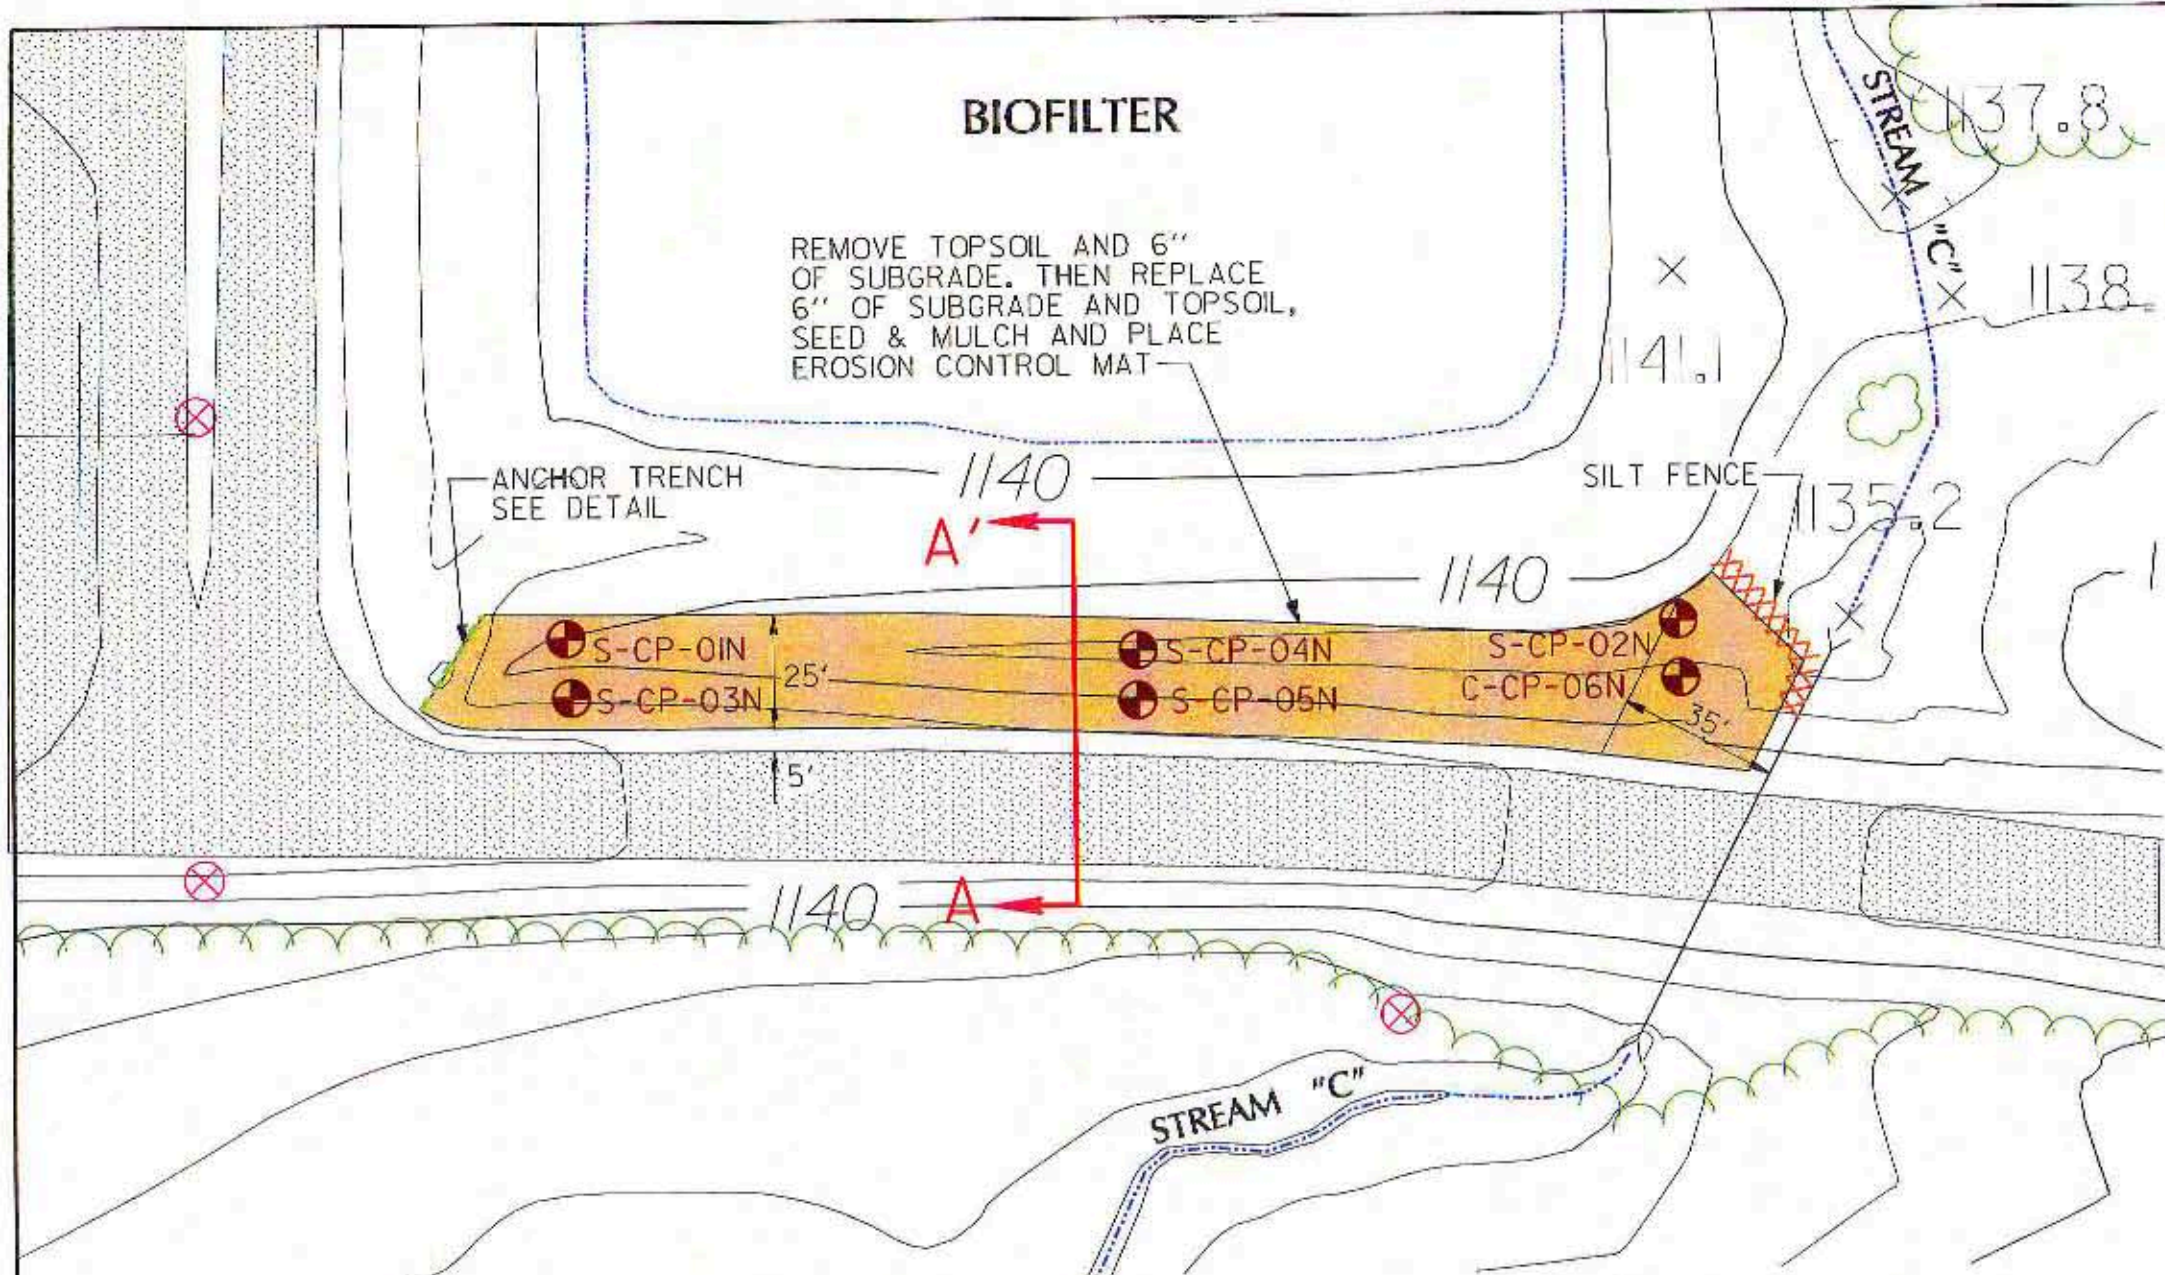 BIOFILTER
STREAM "C"
1137.8
REMOVE TOPSOIL AND 6"
OF SUBGRADE. THEN REPLACE
6" OF SUBGRADE AND TOPSOIL,
SEED & MULCH AND PLACE
EROSION CONTROL MAT
1138.
1141.1
ANCHOR TRENCH
SEE DETAIL
1140
SILT FENCE
1135.2
A'
1140
S-CP-01N
S-CP-04N
S-CP-02N
25'
S-CP-03N
S-CP-05N
C-CP-06N
35'
5'
1140
A
STREAM "C"